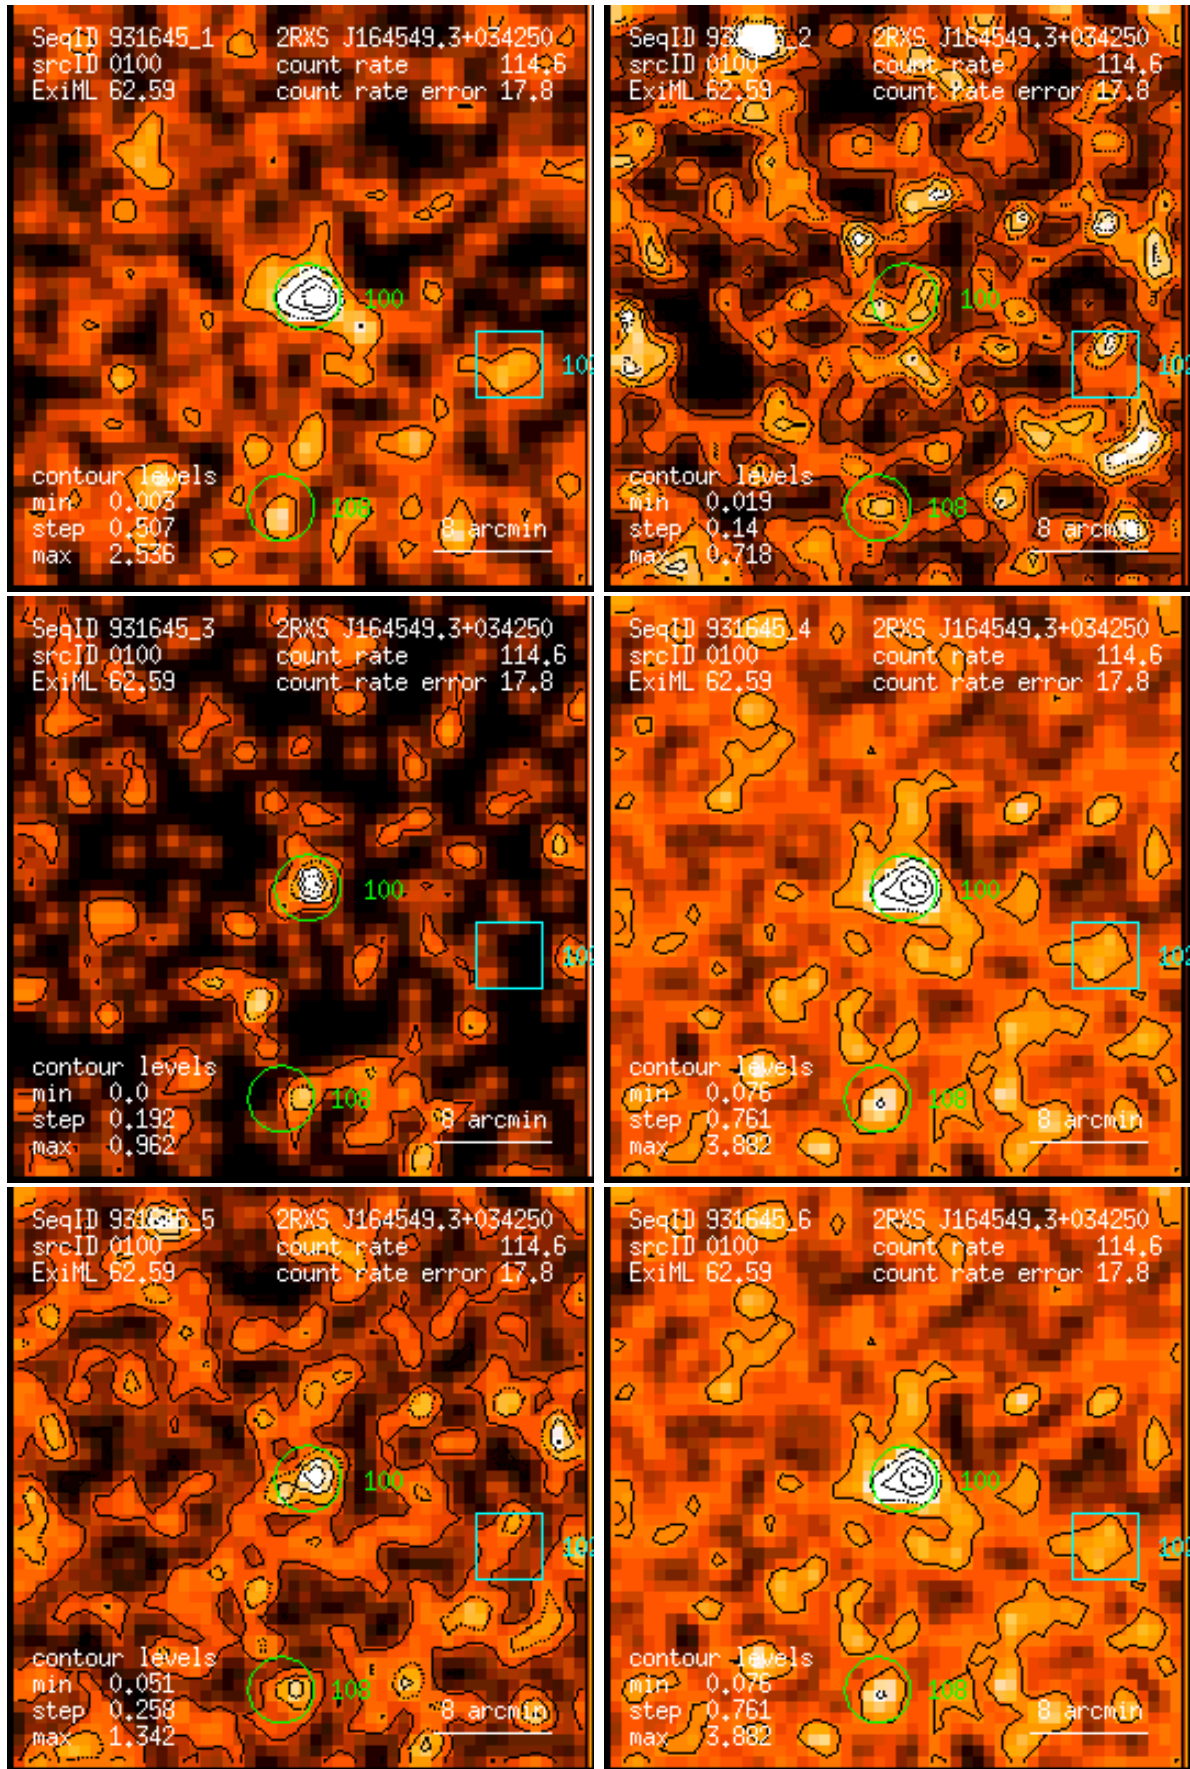 SeqID 931645_1 2RXS J164549.3+034250
srcID 0100 count rate 114.6
ExiML 62.59 count rate error 17.8
100
102
contour levels
min 0.003
108
step 0.507
8 arcmin
max 2.536
SeqID 931645_2 2RXS J164549.3+034250
srcID 0100 count rate 114.6
ExiML 62.59 count rate error 17.8
100
102
contour levels
min 0.019
108
step 0.14
8 arcmin
max 0.718
SeqID 931645_3 2RXS J164549.3+034250
srcID 0100 count rate 114.6
ExiML 62.59 count rate error 17.8
100
102
contour levels
min 0.0
108
step 0.192
8 arcmin
max 0.962
SeqID 931645_4 2RXS J164549.3+034250
srcID 0100 count rate 114.6
ExiML 62.59 count rate error 17.8
100
102
contour levels
min 0.076
108
step 0.761
8 arcmin
max 3.882
SeqID 931645_5 2RXS J164549.3+034250
srcID 0100 count rate 114.6
ExiML 62.59 count rate error 17.8
100
102
contour levels
min 0.051
108
step 0.258
8 arcmin
max 1.342
SeqID 931645_6 2RXS J164549.3+034250
srcID 0100 count rate 114.6
ExiML 62.59 count rate error 17.8
100
102
contour levels
min 0.076
108
step 0.761
8 arcmin
max 3.882